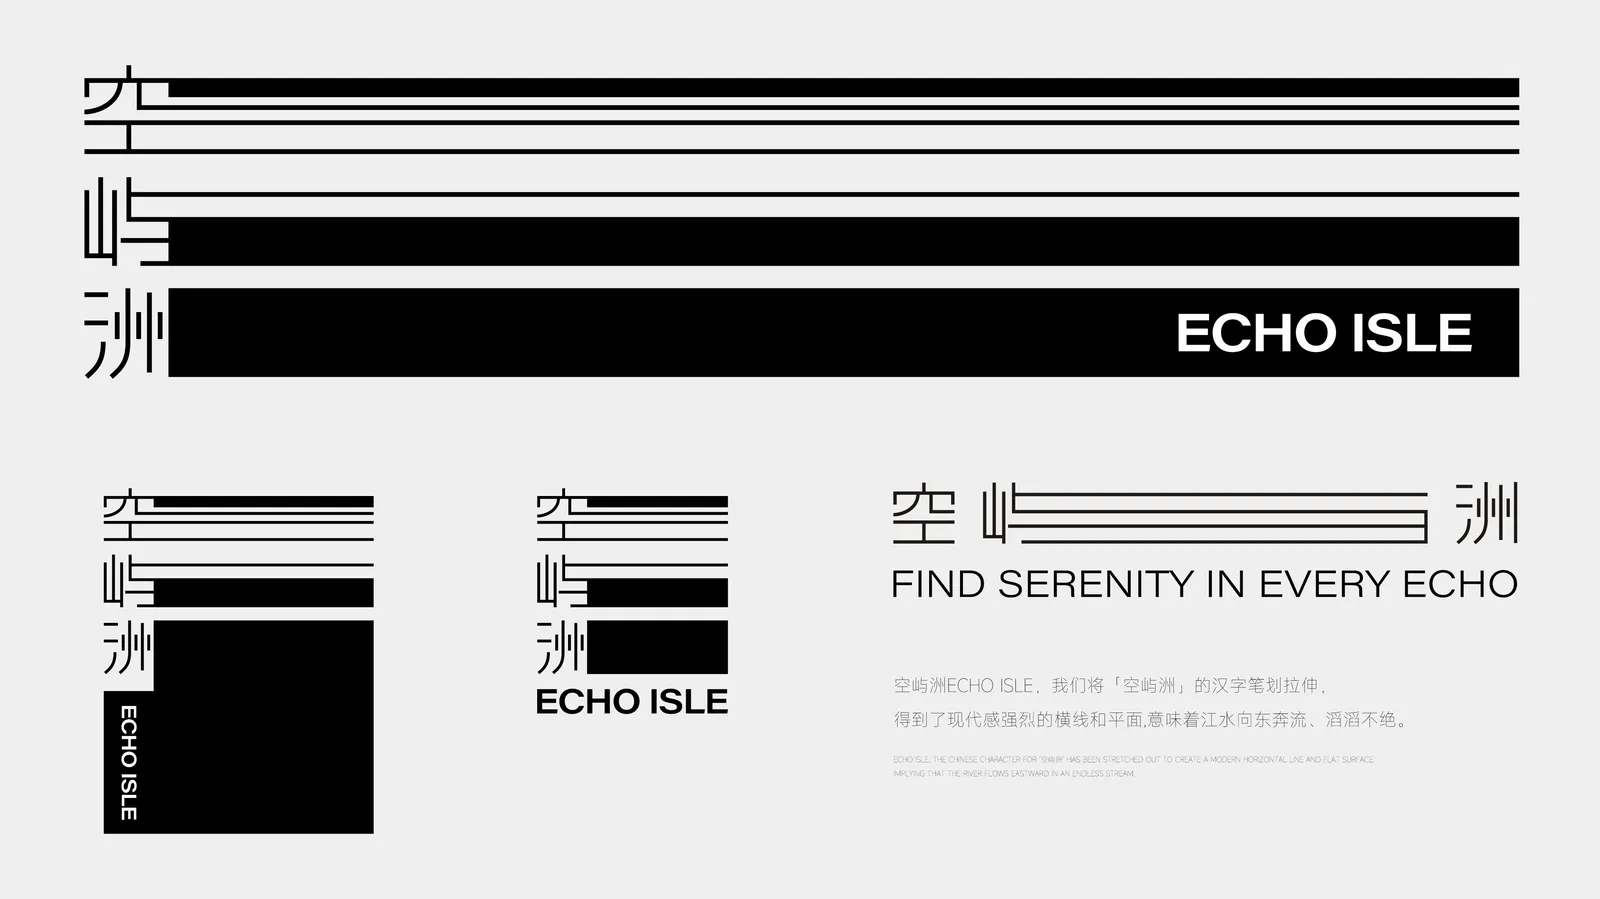 空
屿
洲
ECHO ISLE
空
屿
洲
ECHO ISLE
空
屿
洲
ECHO ISLE
空屿洲
FIND SERENITY IN EVERY ECHO
空屿洲ECHO ISLE，我们将「空屿洲」的汉字笔划拉伸，
得到了现代感强烈的横线和平面,意味着江水向东奔流、滔滔不绝。
ECHO ISLE, THE CHINESE CHARACTER FOR "空屿洲" HAS BEEN STRETCHED OUT TO CREATE A MODERN HORIZONTAL LINE AND FLAT SURFACE,
IMPLYING THAT THE RIVER FLOWS EASTWARD IN AN ENDLESS STREAM.